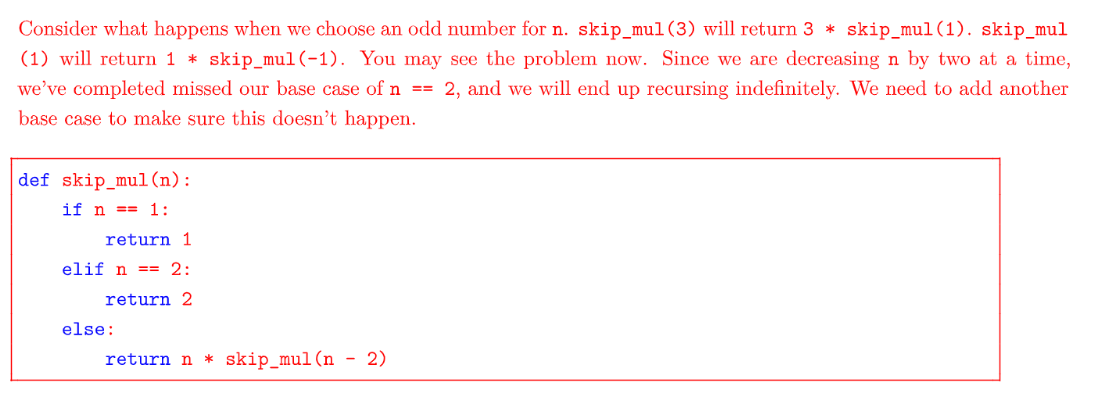 Consider what happens when we choose an odd number for n. skip_mul(3) will return 3 * skip_mul(1). skip_mul
(1) will return 1 * skip_mul(-1). You may see the problem now. Since we are decreasing n by two at a time,
we've completed missed our base case of n == 2, and we will end up recursing indefinitely. We need to add another
base case to make sure this doesn't happen.
def skip_mul(n):
    if n == 1:
        return 1
    elif n == 2:
        return 2
    else:
        return n * skip_mul(n - 2)